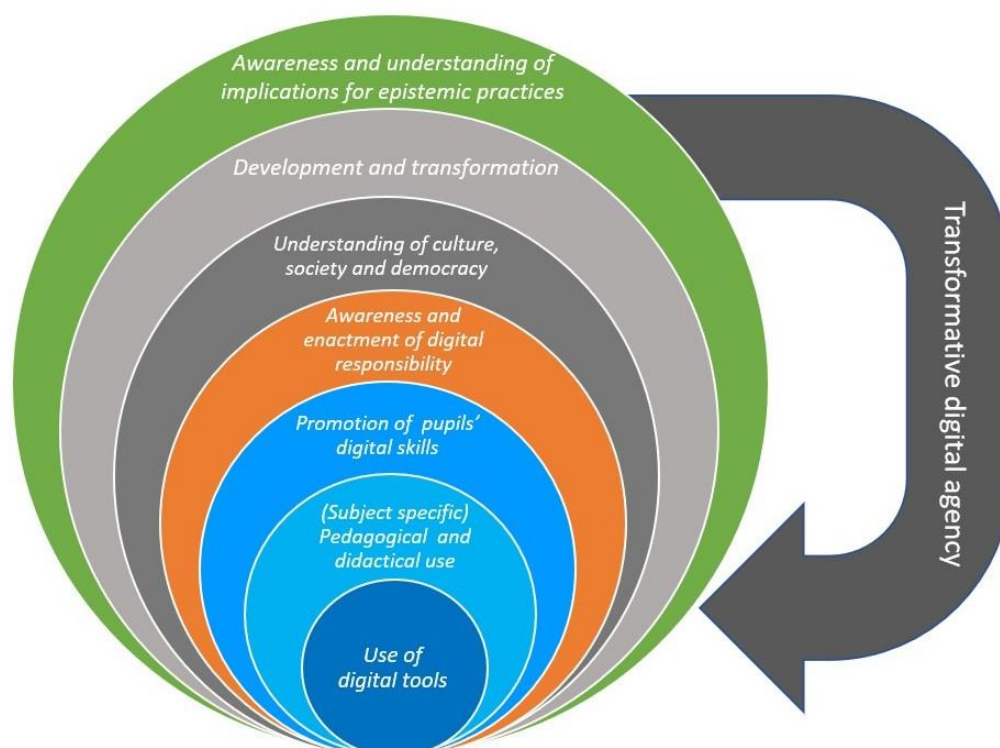 Awareness and understanding of
implications for epistemic practices
Development and transformation
Understanding of culture,
society and democracy
Awareness and
enactment of digital
responsibility
Promotion of pupils’
digital skills
(Subject specific)
Pedagogical and
didactical use
Use of
digital tools
Transformative digital agency